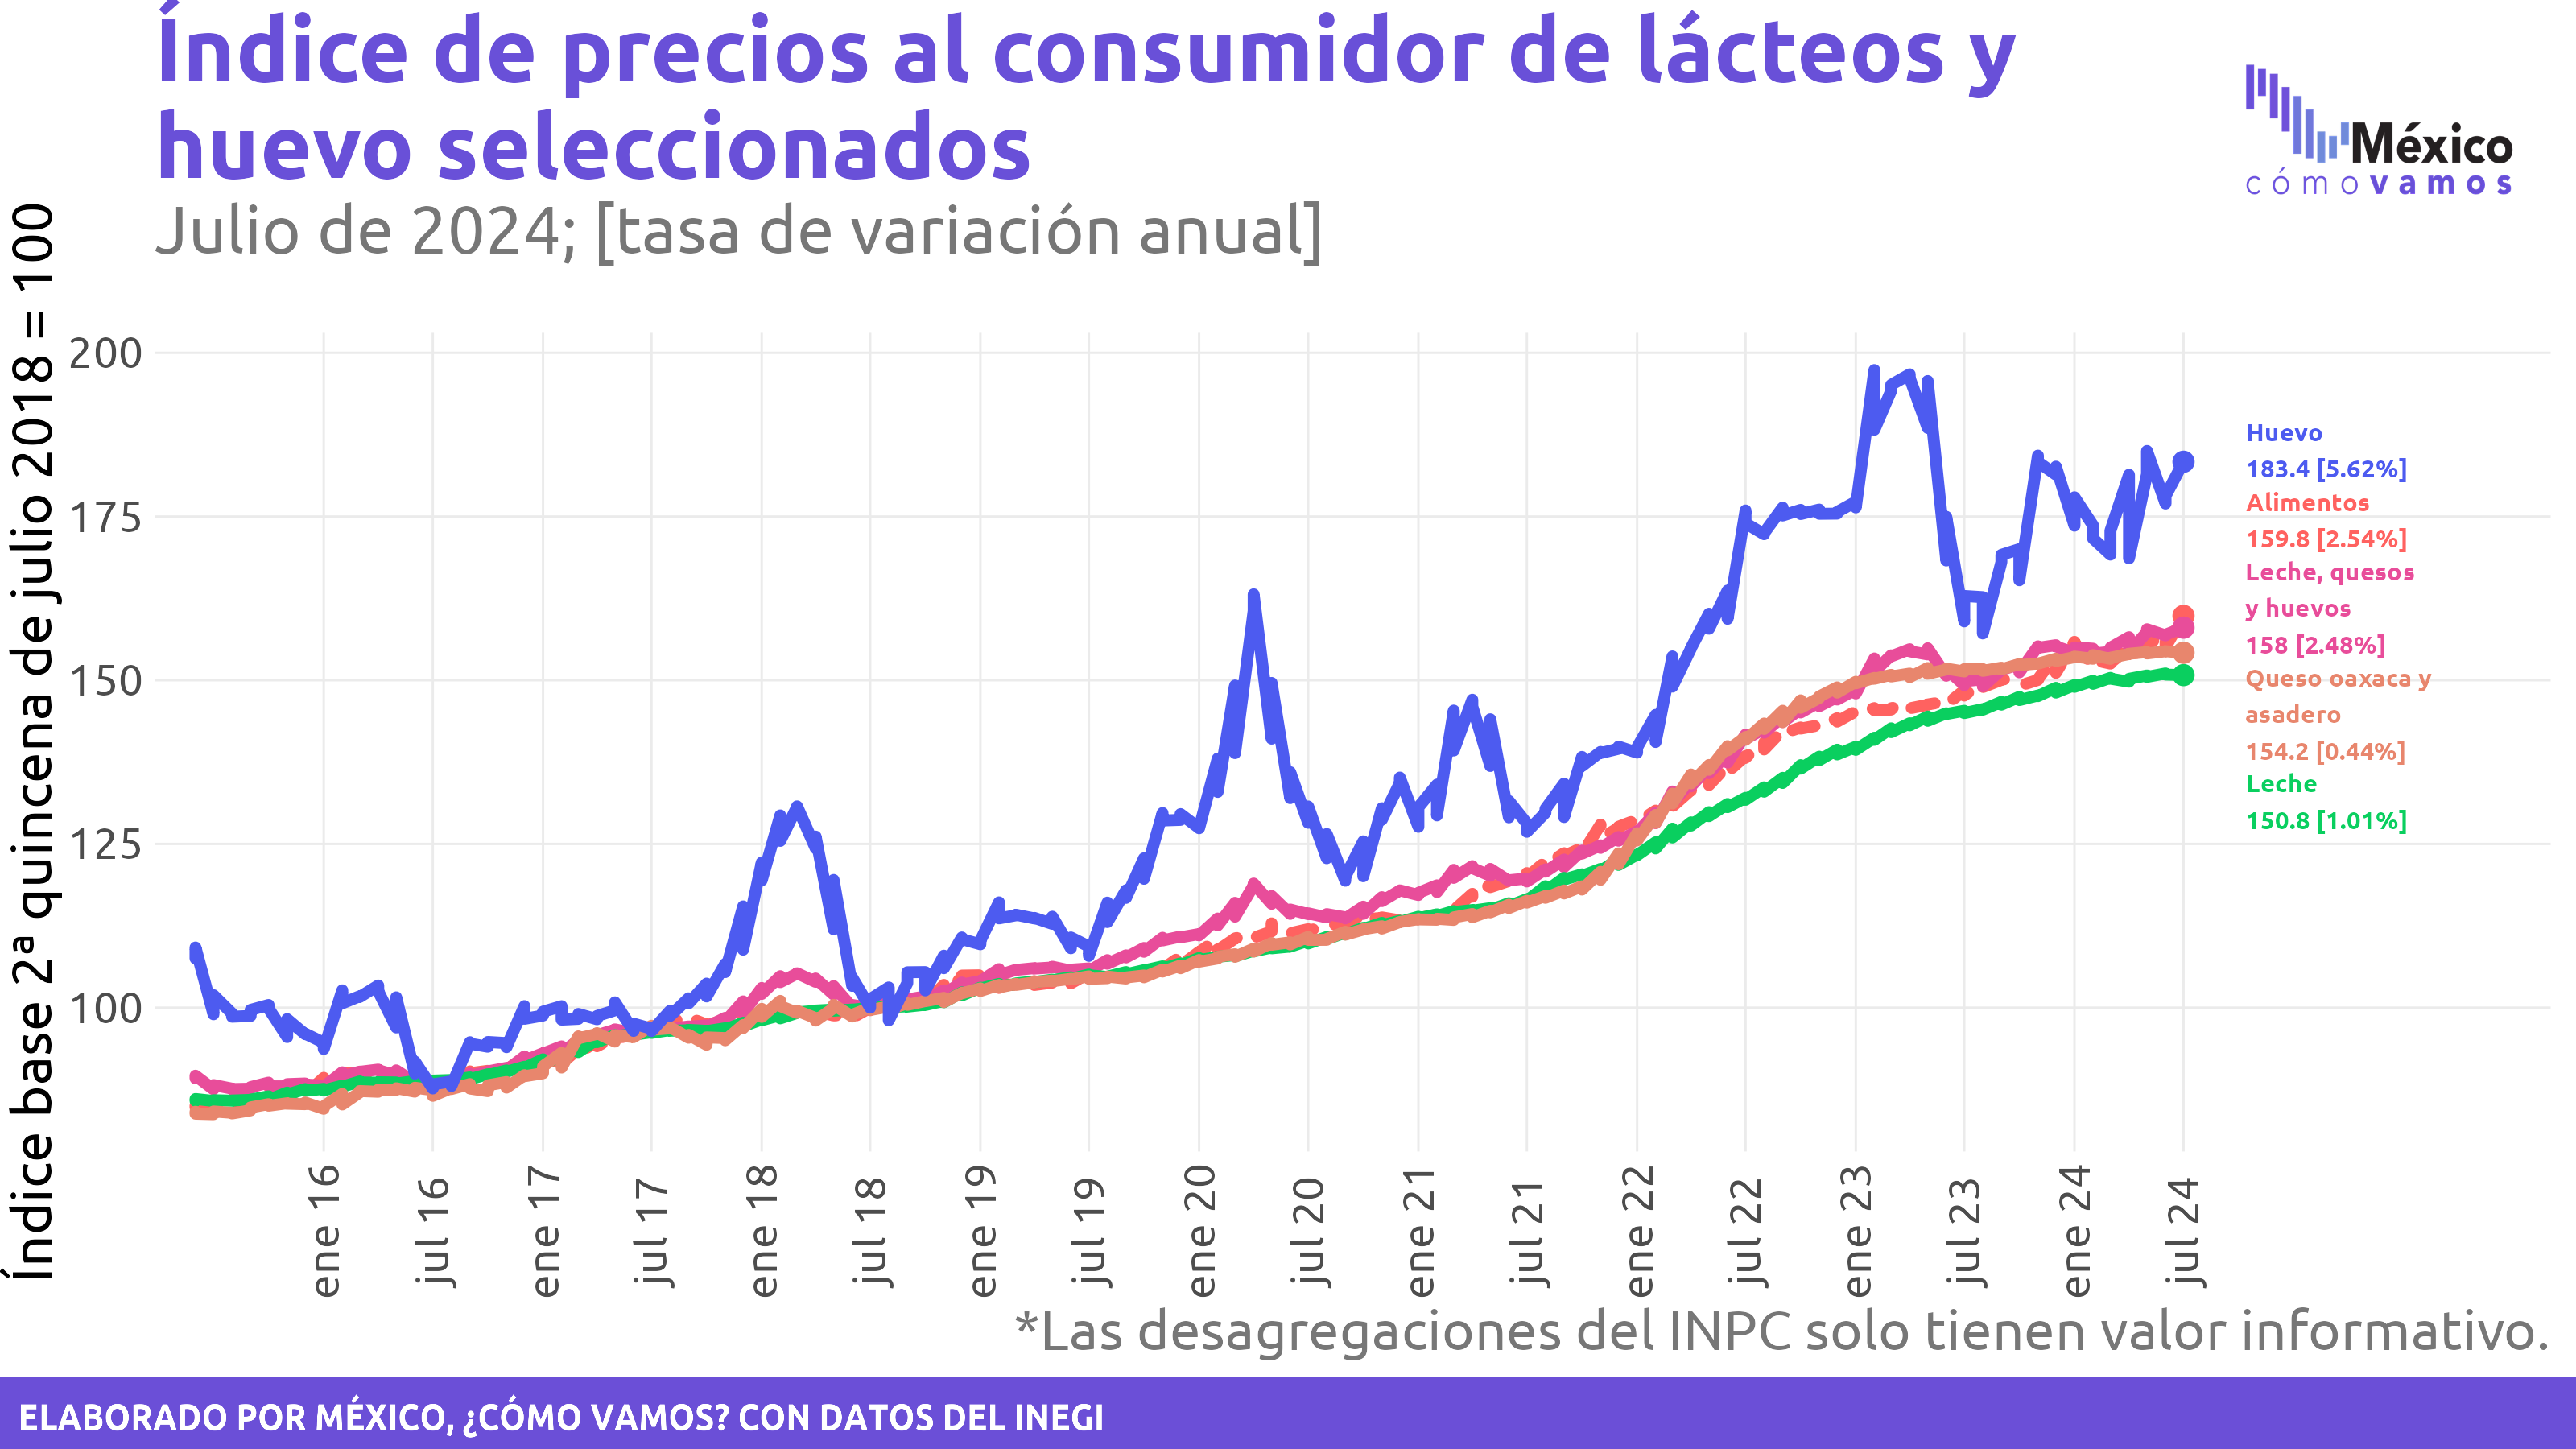 Índice de precios al consumidor de lácteos y
huevo seleccionados
Julio de 2024; [tasa de variación anual]
México
cómo vamos
Índice base 2ª quincena de julio 2018 = 100
200
175
150
125
100
Huevo
183.4 [5.62%]
Alimentos
159.8 [2.54%]
Leche, quesos
y huevos
158 [2.48%]
Queso oaxaca y
asadero
154.2 [0.44%]
Leche
150.8 [1.01%]
ene 16
jul 16
ene 17
jul 17
ene 18
jul 18
ene 19
jul 19
ene 20
jul 20
ene 21
jul 21
ene 22
jul 22
ene 23
jul 23
ene 24
jul 24
*Las desagregaciones del INPC solo tienen valor informativo.
ELABORADO POR MÉXICO, ¿CÓMO VAMOS? CON DATOS DEL INEGI